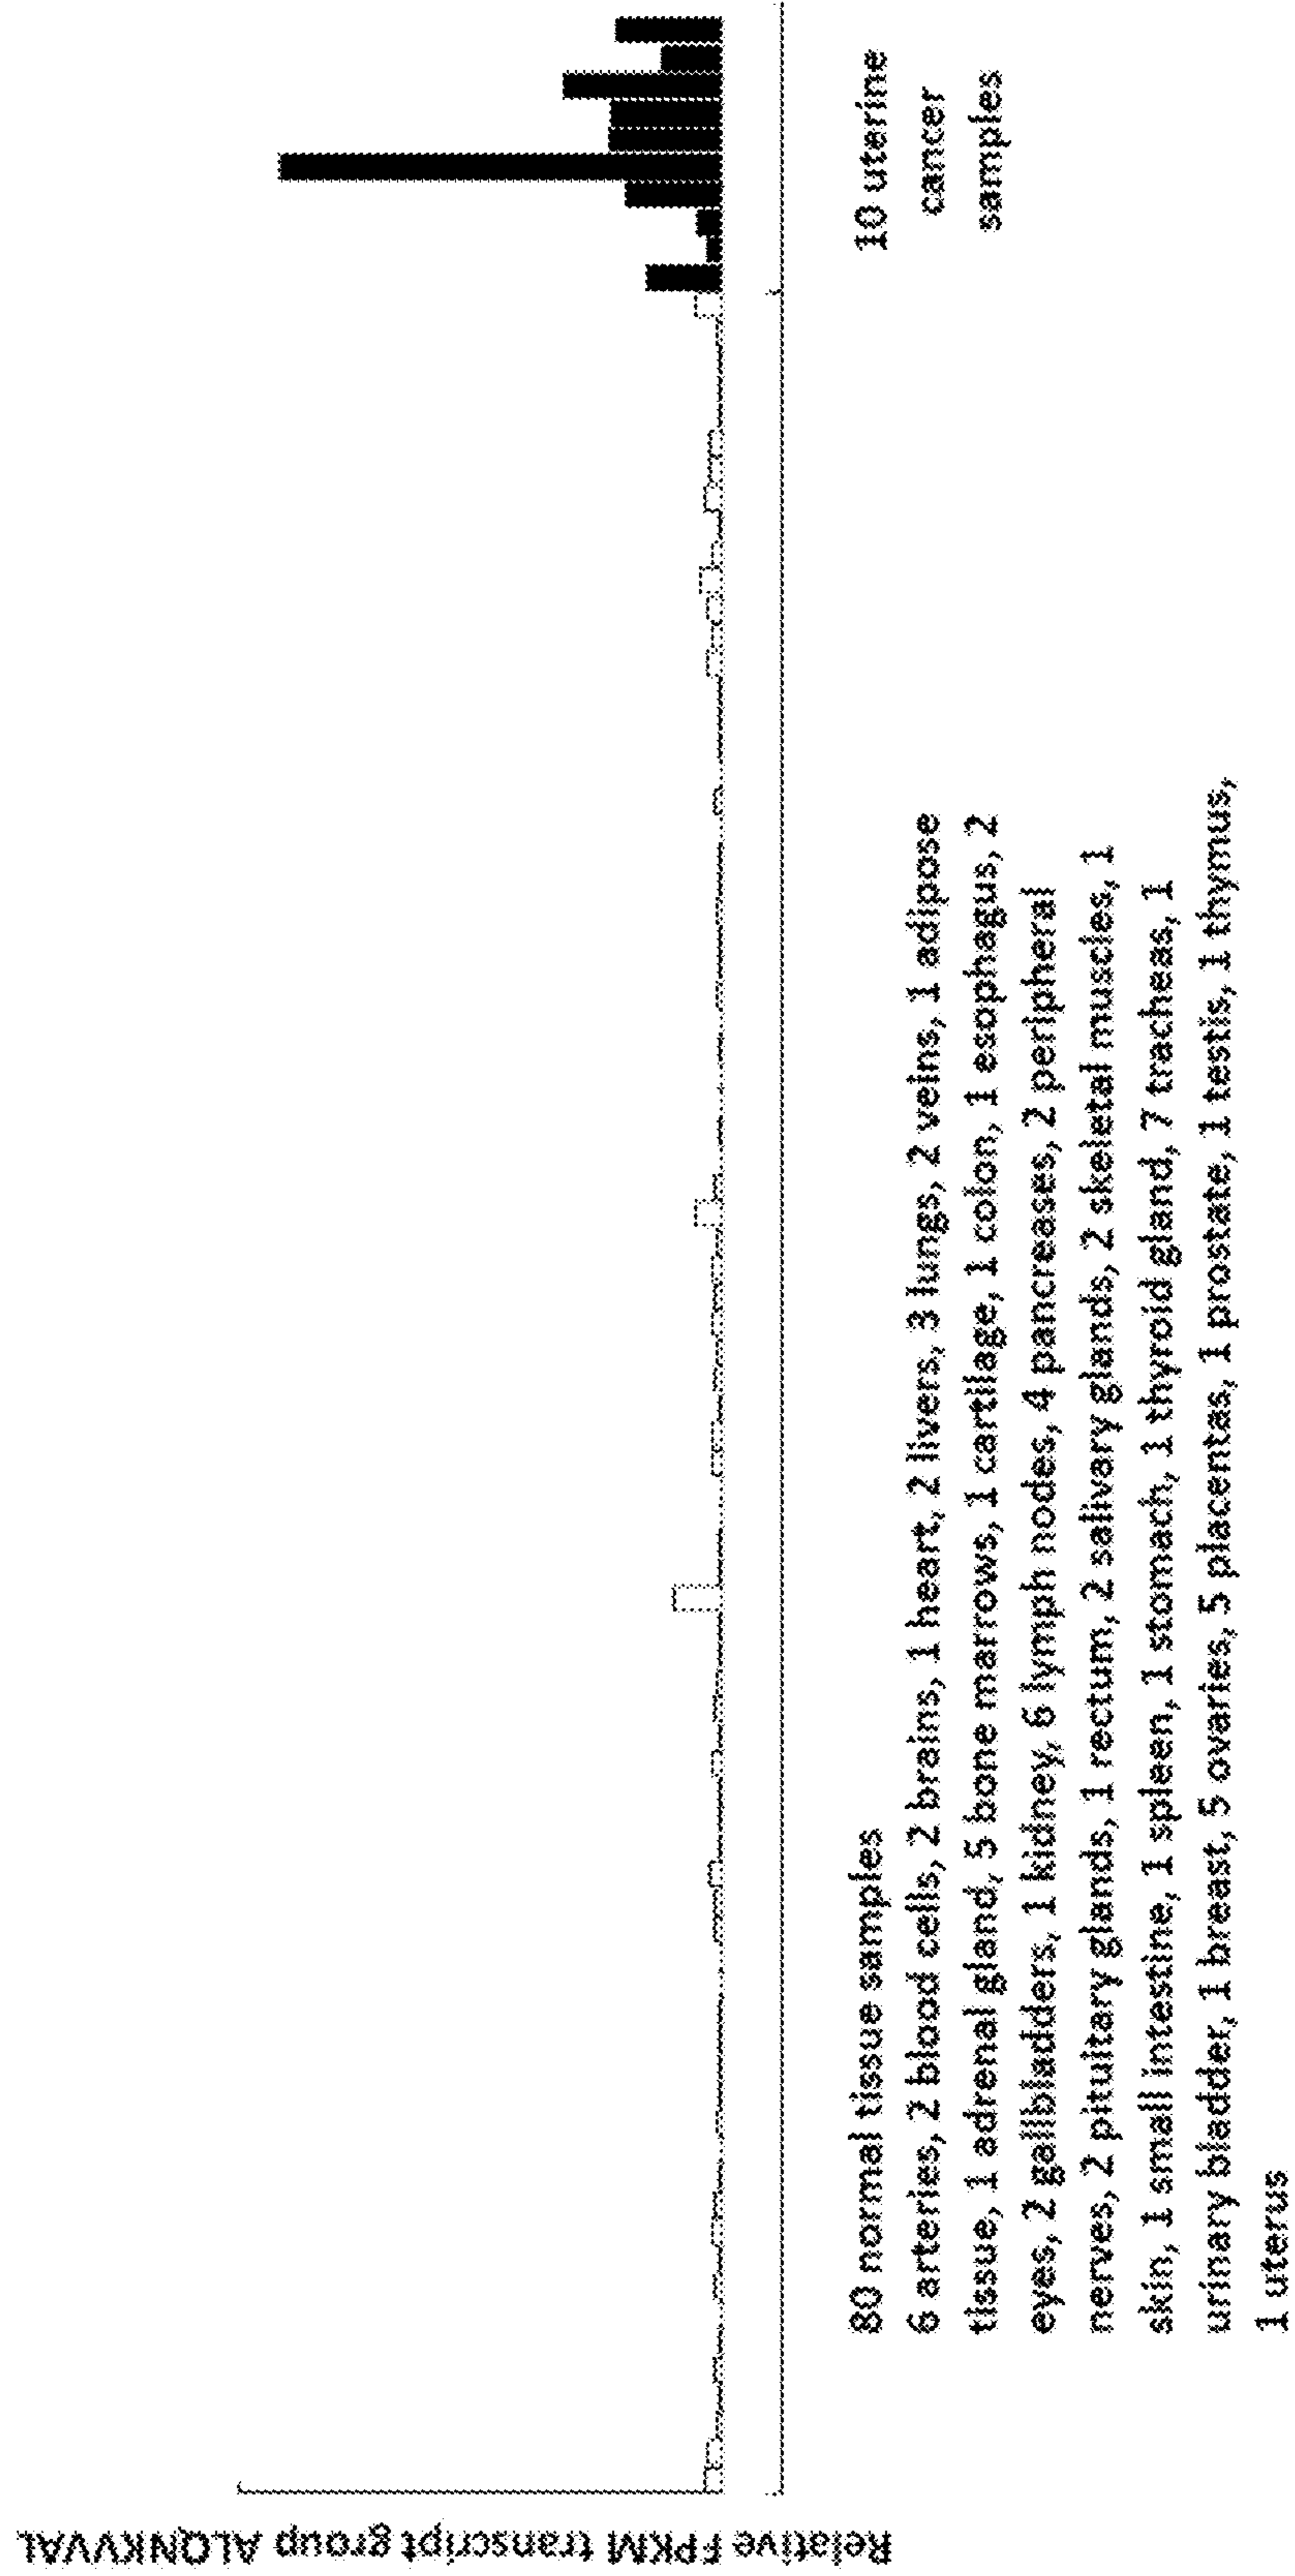 Relative FPKM transcript group ALQNKVVAL
80 normal tissue samples
6 arteries, 2 blood cells, 2 brains, 1 heart, 2 livers, 3 lungs, 2 veins, 1 adipose
tissue, 1 adrenal gland, 5 bone marrows, 1 cartilage, 1 colon, 1 esophagus, 2
eyes, 2 gallbladders, 1 kidney, 6 lymph nodes, 4 pancreases, 2 peripheral
nerves, 2 pituitary glands, 1 rectum, 2 salivary glands, 2 skeletal muscles, 1
skin, 1 small intestine, 1 spleen, 1 stomach, 1 thyroid gland, 7 tracheas, 1
urinary bladder, 1 breast, 5 ovaries, 5 placentas, 1 prostate, 1 testis, 1 thymus,
1 uterus
10 uterine
cancer
samples